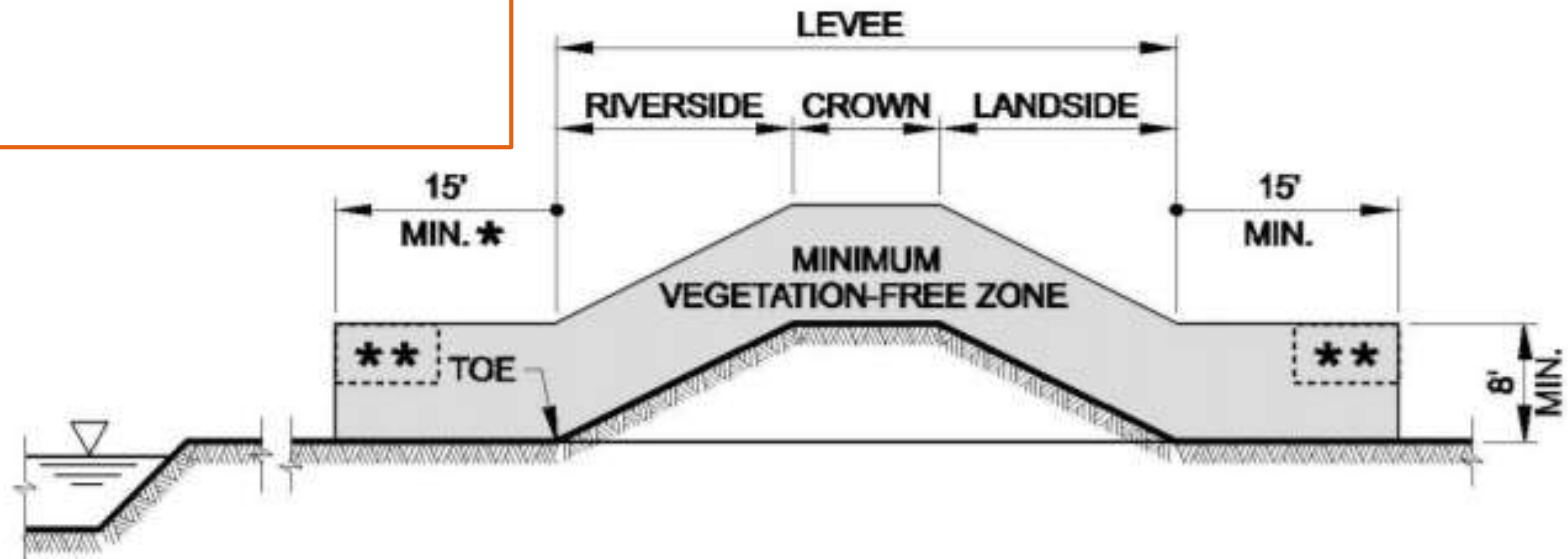 LEVEE
RIVERSIDE
CROWN
LANDSIDE
15'
MIN. *
15'
MIN.
MINIMUM
VEGETATION-FREE ZONE
**
TOE
**
8'
MIN.